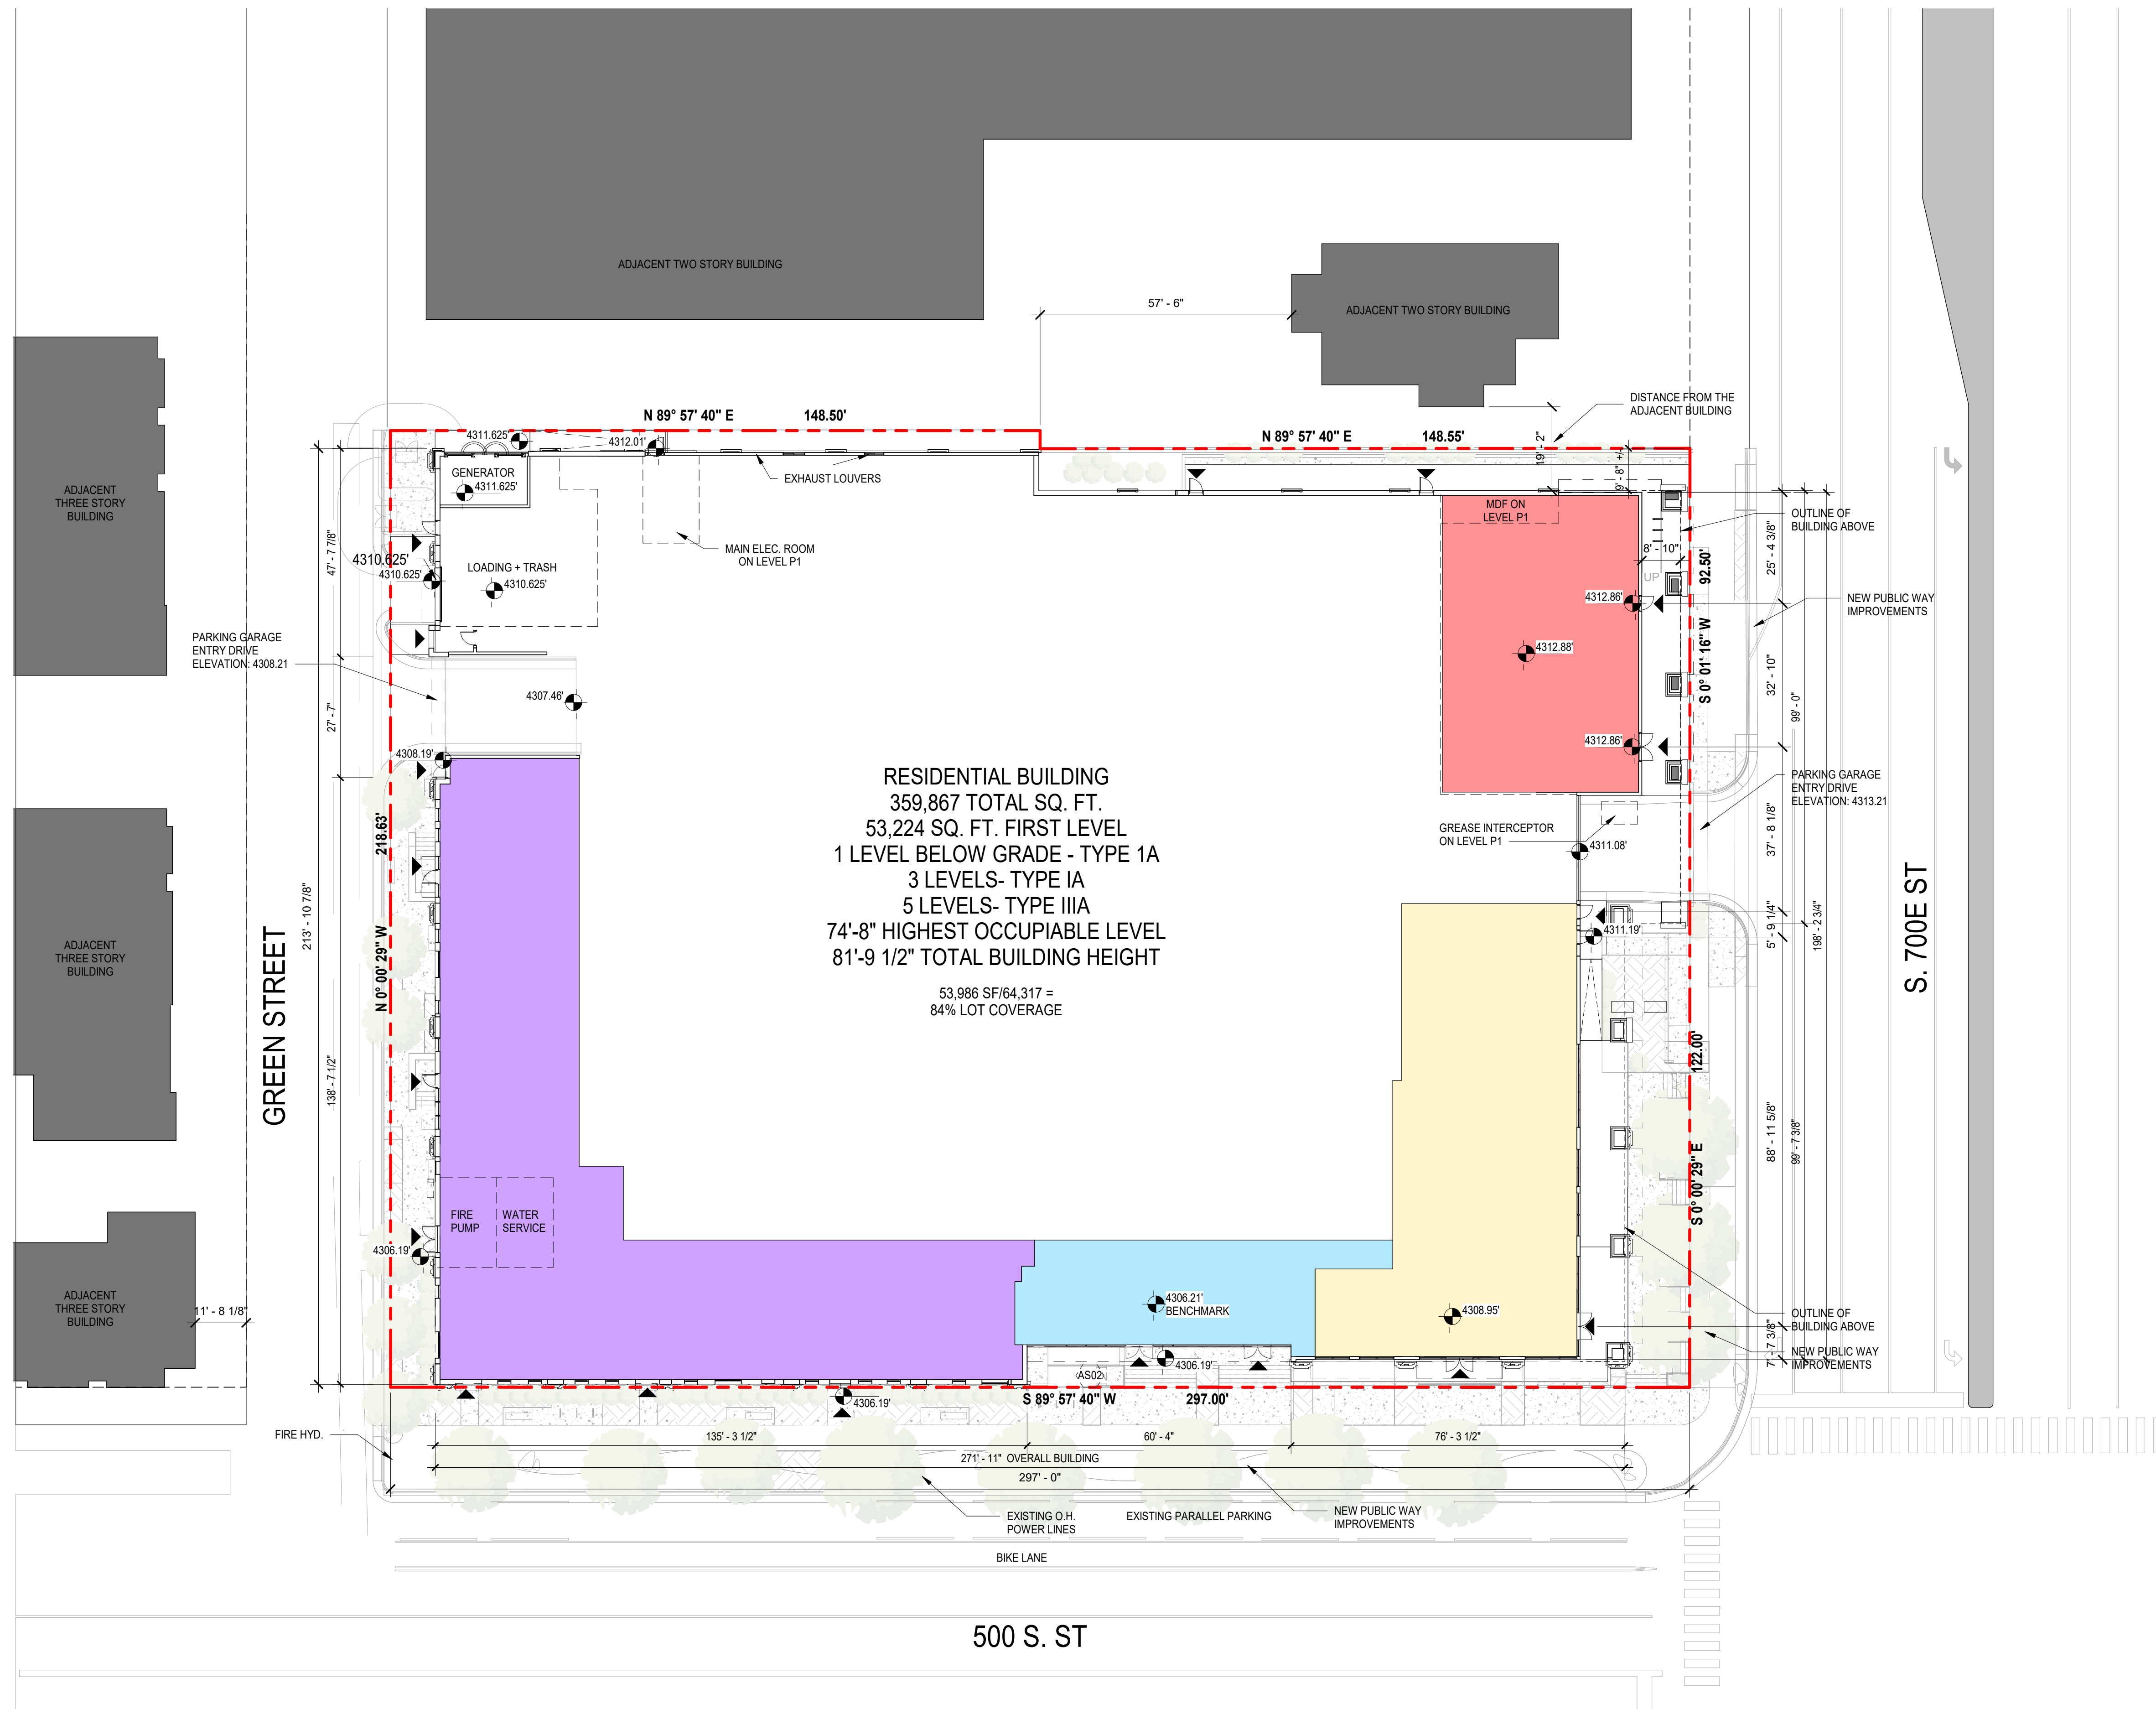 ADJACENT TWO STORY BUILDING
57' - 6"
ADJACENT TWO STORY BUILDING
DISTANCE FROM THE
ADJACENT BUILDING
N 89° 57' 40" E 148.50'
N 89° 57' 40" E 148.55'
19' - 2"
9' - 8" +/-
4311.625'
4312.01'
GENERATOR
4311.625'
EXHAUST LOUVERS
ADJACENT
THREE STORY
BUILDING
MDF ON
LEVEL P1
OUTLINE OF
BUILDING ABOVE
47' - 7 7/8"
4310.625'
4310.625'
LOADING + TRASH
4310.625'
MAIN ELEC. ROOM
ON LEVEL P1
8' - 10"
UP
92.50'
25' - 4 3/8"
4312.86'
NEW PUBLIC WAY
IMPROVEMENTS
PARKING GARAGE
ENTRY DRIVE
ELEVATION: 4308.21
4312.88'
S 0° 01' 16" W
32' - 10"
99' - 0"
27' - 7"
4307.46'
4308.19'
4312.86'
RESIDENTIAL BUILDING
359,867 TOTAL SQ. FT.
53,224 SQ. FT. FIRST LEVEL
1 LEVEL BELOW GRADE - TYPE 1A
3 LEVELS- TYPE IA
5 LEVELS- TYPE IIIA
74'-8" HIGHEST OCCUPIABLE LEVEL
81'-9 1/2" TOTAL BUILDING HEIGHT
53,986 SF/64,317 =
84% LOT COVERAGE
PARKING GARAGE
ENTRY DRIVE
ELEVATION: 4313.21
GREASE INTERCEPTOR
ON LEVEL P1
4311.08'
37' - 8 1/8"
218.63'
213' - 10 7/8"
N 0° 00' 29" W
GREEN STREET
ADJACENT
THREE STORY
BUILDING
138' - 7 1/2"
4311.19'
5' - 9 1/4"
198' - 2 3/4"
S. 700E ST
122.00'
88' - 11 5/8"
99' - 7 3/8"
S 0° 00' 29" E
FIRE
PUMP
WATER
SERVICE
4306.19'
ADJACENT
THREE STORY
BUILDING
11' - 8 1/8"
4306.21'
BENCHMARK
4308.95'
OUTLINE OF
BUILDING ABOVE
7' - 7 3/8"
NEW PUBLIC WAY
IMPROVEMENTS
4306.19'
AS02
4306.19'
S 89° 57' 40" W 297.00'
FIRE HYD.
135' - 3 1/2"
60' - 4"
76' - 3 1/2"
271' - 11" OVERALL BUILDING
297' - 0"
EXISTING O.H.
POWER LINES
EXISTING PARALLEL PARKING
NEW PUBLIC WAY
IMPROVEMENTS
BIKE LANE
500 S. ST